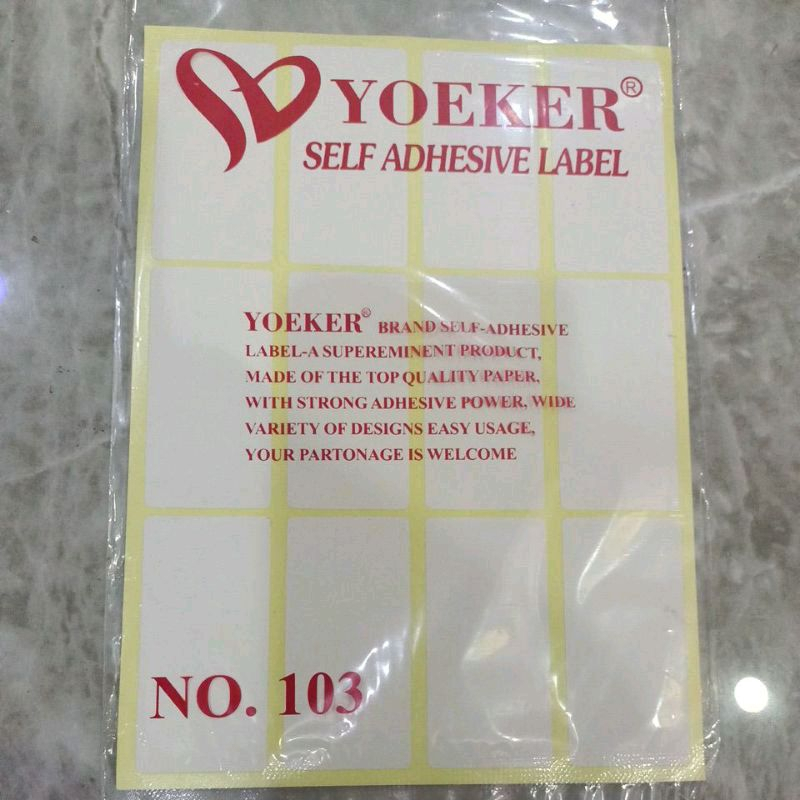 YOEKER®
SELF ADHESIVE LABEL
YOEKER® BRAND SELF-ADHESIVE
LABEL-A SUPEREMINENT PRODUCT,
MADE OF THE TOP QUALITY PAPER,
WITH STRONG ADHESIVE POWER, WIDE
VARIETY OF DESIGNS EASY USAGE,
YOUR PARTONAGE IS WELCOME
NO. 103